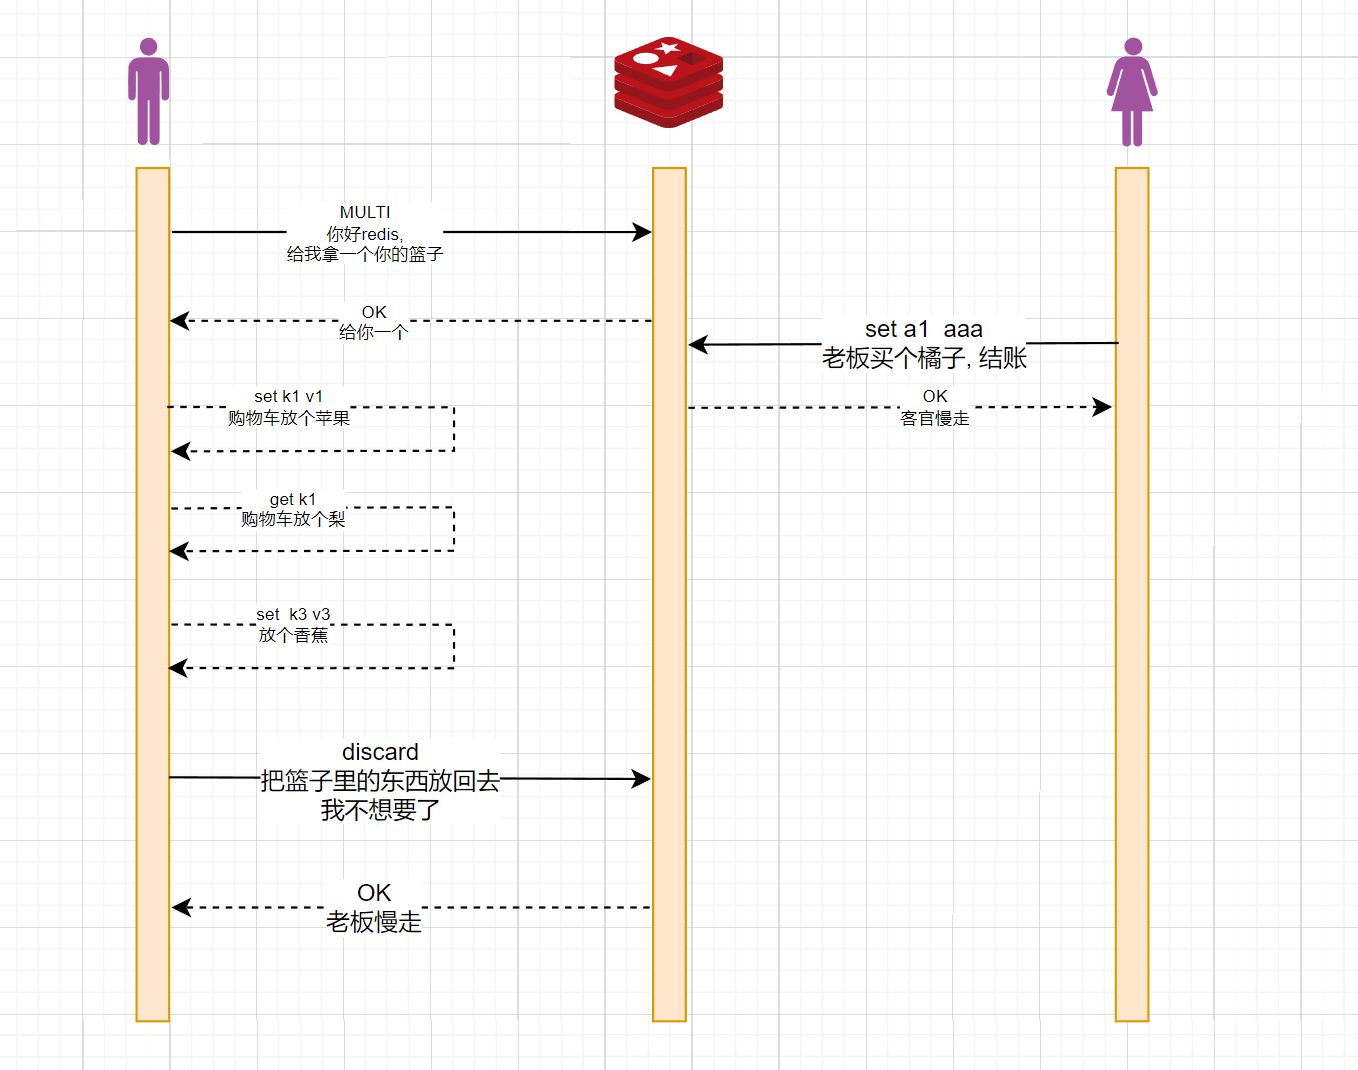 MULTI
你好redis,
给我拿一个你的篮子
OK
给你一个
set a1  aaa
老板买个橘子, 结账
set k1 v1
购物车放个苹果
OK
客官慢走
get k1
购物车放个梨
set  k3 v3
放个香蕉
discard
把篮子里的东西放回去
我不想要了
OK
老板慢走